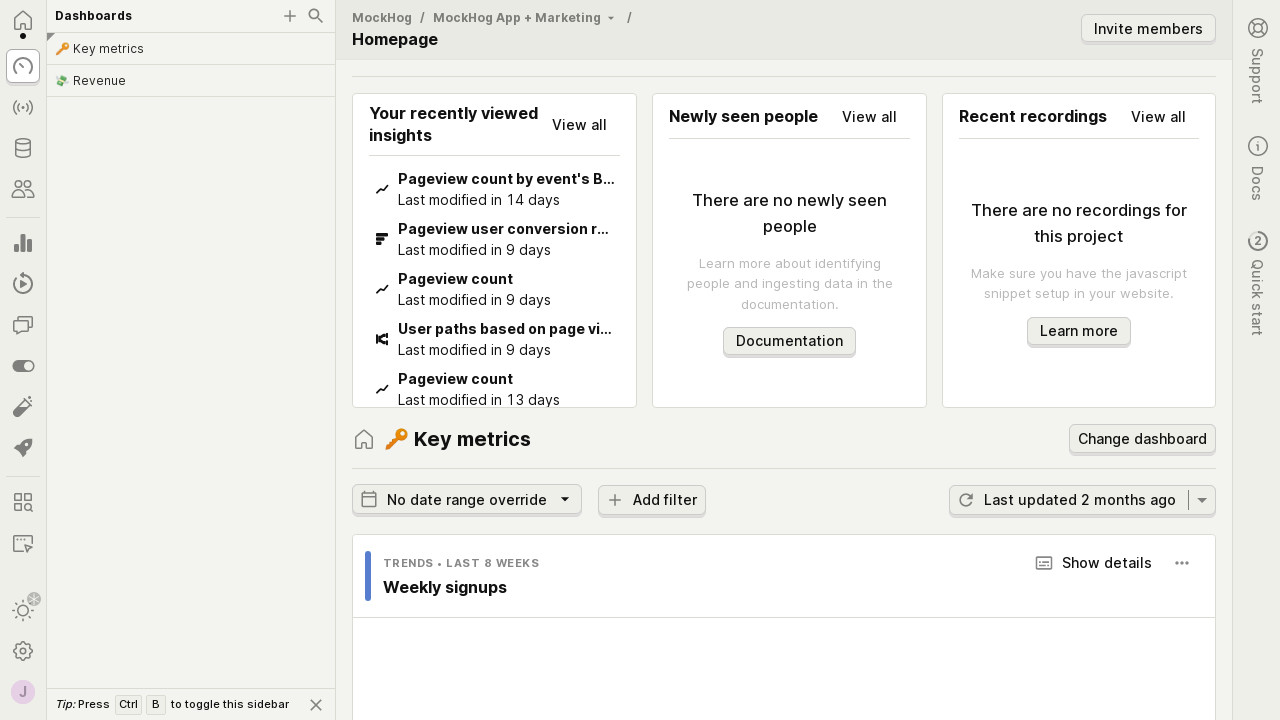 Dashboards
🔑 Key metrics
💸 Revenue
Tip: Press Ctrl B to toggle this sidebar
J
MockHog / MockHog App + Marketing /
Homepage
Invite members
Your recently viewed
insights
View all
Pageview count by event's B...
Last modified in 14 days
Pageview user conversion r...
Last modified in 9 days
Pageview count
Last modified in 9 days
User paths based on page vi...
Last modified in 9 days
Pageview count
Last modified in 13 days
Newly seen people
View all
There are no newly seen
people
Learn more about identifying
people and ingesting data in the
documentation.
Documentation
Recent recordings
View all
There are no recordings for
this project
Make sure you have the javascript
snippet setup in your website.
Learn more
🔑 Key metrics
Change dashboard
No date range override
Add filter
Last updated 2 months ago
TRENDS • LAST 8 WEEKS
Weekly signups
Show details
Support
Docs
2
Quick start